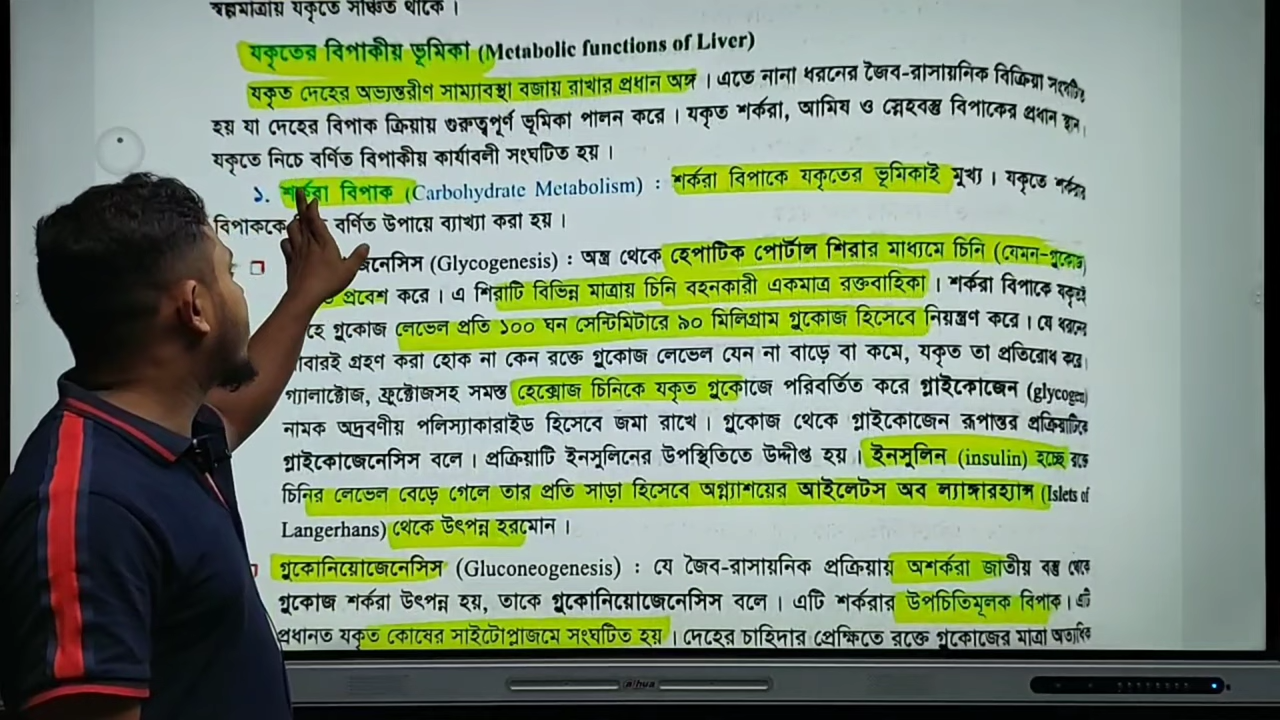 স্বল্পমাত্রায় যকৃতে সঞ্চিত থাকে ।
যকৃতের বিপাকীয় ভূমিকা (Metabolic functions of Liver)
যকৃত দেহের অভ্যন্তরীণ সাম্যাবস্থা বজায় রাখার প্রধান অঙ্গ । এতে নানা ধরনের জৈব-রাসায়নিক বিক্রিয়া সংঘটিত
হয় যা দেহের বিপাক ক্রিয়ায় গুরুত্বপূর্ণ ভূমিকা পালন করে । যকৃত শর্করা, আমিষ ও স্নেহবস্তু বিপাকের প্রধান স্থান,
যকৃতে নিচে বর্ণিত বিপাকীয় কার্যাবলী সংঘটিত হয় ।
১. শর্করা বিপাক (Carbohydrate Metabolism) : শর্করা বিপাকে যকৃতের ভূমিকাই মুখ্য । যকৃতে শর্করার
বিপাককে বর্ণিত উপায়ে ব্যাখ্যা করা হয় ।
জেনেসিস (Glycogenesis) : অন্ত্র থেকে হেপাটিক পোর্টাল শিরার মাধ্যমে চিনি (যেমন-গ্লুকোজ)
প্রবেশ করে । এ শিরাটি বিভিন্ন মাত্রায় চিনি বহনকারী একমাত্র রক্তবাহিকা । শর্করা বিপাকে যকৃৎ
হে গ্লুকোজ লেভেল প্রতি ১০০ ঘন সেন্টিমিটারে ৯০ মিলিগ্রাম গ্লুকোজ হিসেবে নিয়ন্ত্রণ করে । যে ধরনের
বারই গ্রহণ করা হোক না কেন রক্তে গ্লুকোজ লেভেল যেন না বাড়ে বা কমে, যকৃত তা প্রতিরোধ করে।
গ্যালাক্টোজ, ফ্রুক্টোজসহ সমস্ত হেক্সোজ চিনিকে যকৃত গ্লুকোজে পরিবর্তিত করে গ্লাইকোজেন (glycogen)
নামক অদ্রবণীয় পলিস্যাকারাইড হিসেবে জমা রাখে । গ্লুকোজ থেকে গ্লাইকোজেন রূপান্তর প্রক্রিয়াটিকে
গ্লাইকোজেনেসিস বলে । প্রক্রিয়াটি ইনসুলিনের উপস্থিতিতে উদ্দীপ্ত হয় । ইনসুলিন (insulin) হচ্ছে রক্তে
চিনির লেভেল বেড়ে গেলে তার প্রতি সাড়া হিসেবে অগ্ন্যাশয়ের আইলেটস অব ল্যাঙ্গারহ্যান্স (Islets of
Langerhans) থেকে উৎপন্ন হরমোন ।
গ্লুকোনিয়োজেনেসিস (Gluconeogenesis) : যে জৈব-রাসায়নিক প্রক্রিয়ায় অশর্করা জাতীয় বস্তু থেকে
গ্লুকোজ শর্করা উৎপন্ন হয়, তাকে গ্লুকোনিয়োজেনেসিস বলে । এটি শর্করার উপচিতিমূলক বিপাক । এটি
প্রধানত যকৃত কোষের সাইটোপ্লাজমে সংঘটিত হয় । দেহের চাহিদার প্রেক্ষিতে রক্তে গ্লুকোজের মাত্রা অত্যধিক
alhua